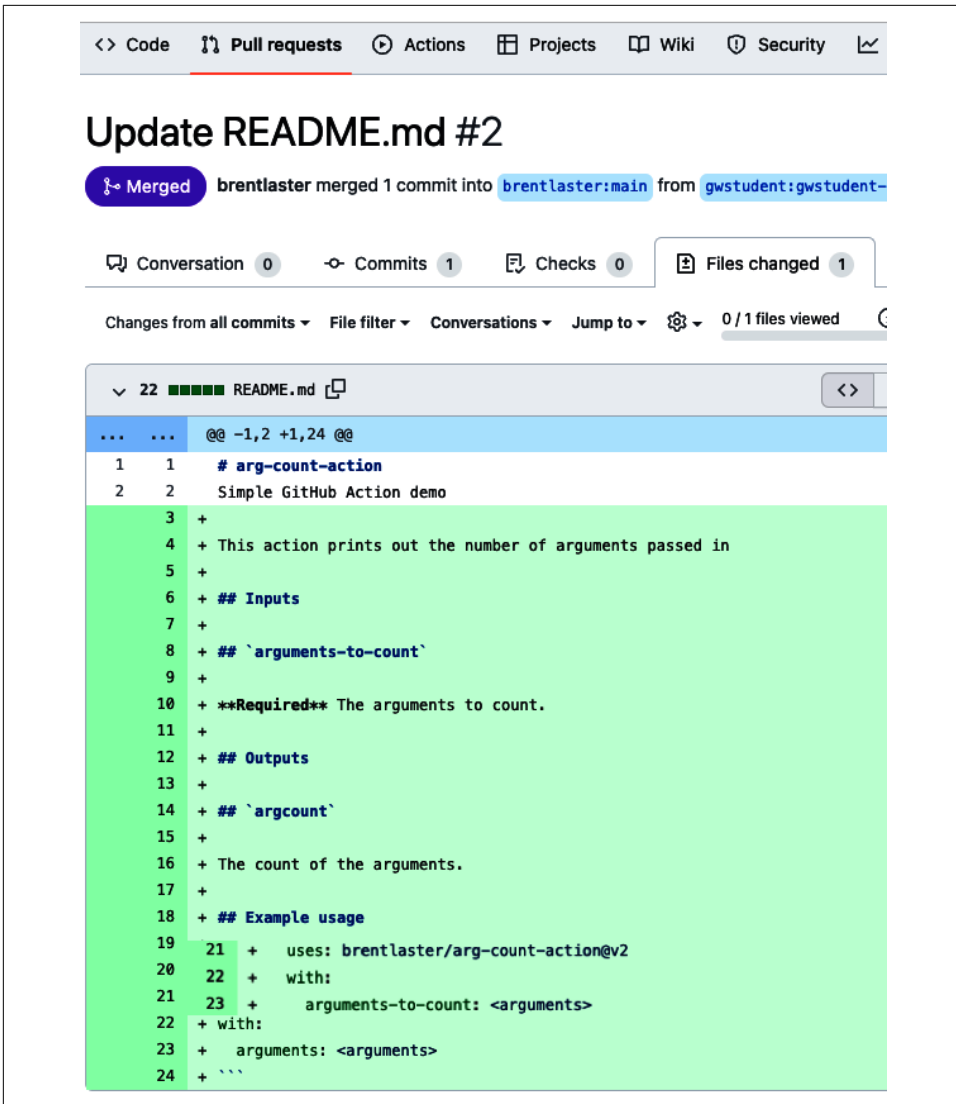 <> Code Pull requests Actions Projects Wiki Security
Update README.md #2
Merged brentlaster merged 1 commit into brentlaster:main from gwstudent:gwstudent-
Conversation 0 Commits 1 Checks 0 Files changed 1
Changes from all commits File filter Conversations Jump to 0 / 1 files viewed
22 README.md <>
... ... @@ -1,2 +1,24 @@
1 1 # arg-count-action
2 2 Simple GitHub Action demo
3 +
4 + This action prints out the number of arguments passed in
5 +
6 + ## Inputs
7 +
8 + ## `arguments-to-count`
9 +
10 + **Required** The arguments to count.
11 +
12 + ## Outputs
13 +
14 + ## `argcount`
15 +
16 + The count of the arguments.
17 +
18 + ## Example usage
19 21 + uses: brentlaster/arg-count-action@v2
20 22 + with:
21 23 + arguments-to-count: <arguments>
22 + with:
23 + arguments: <arguments>
24 + ```